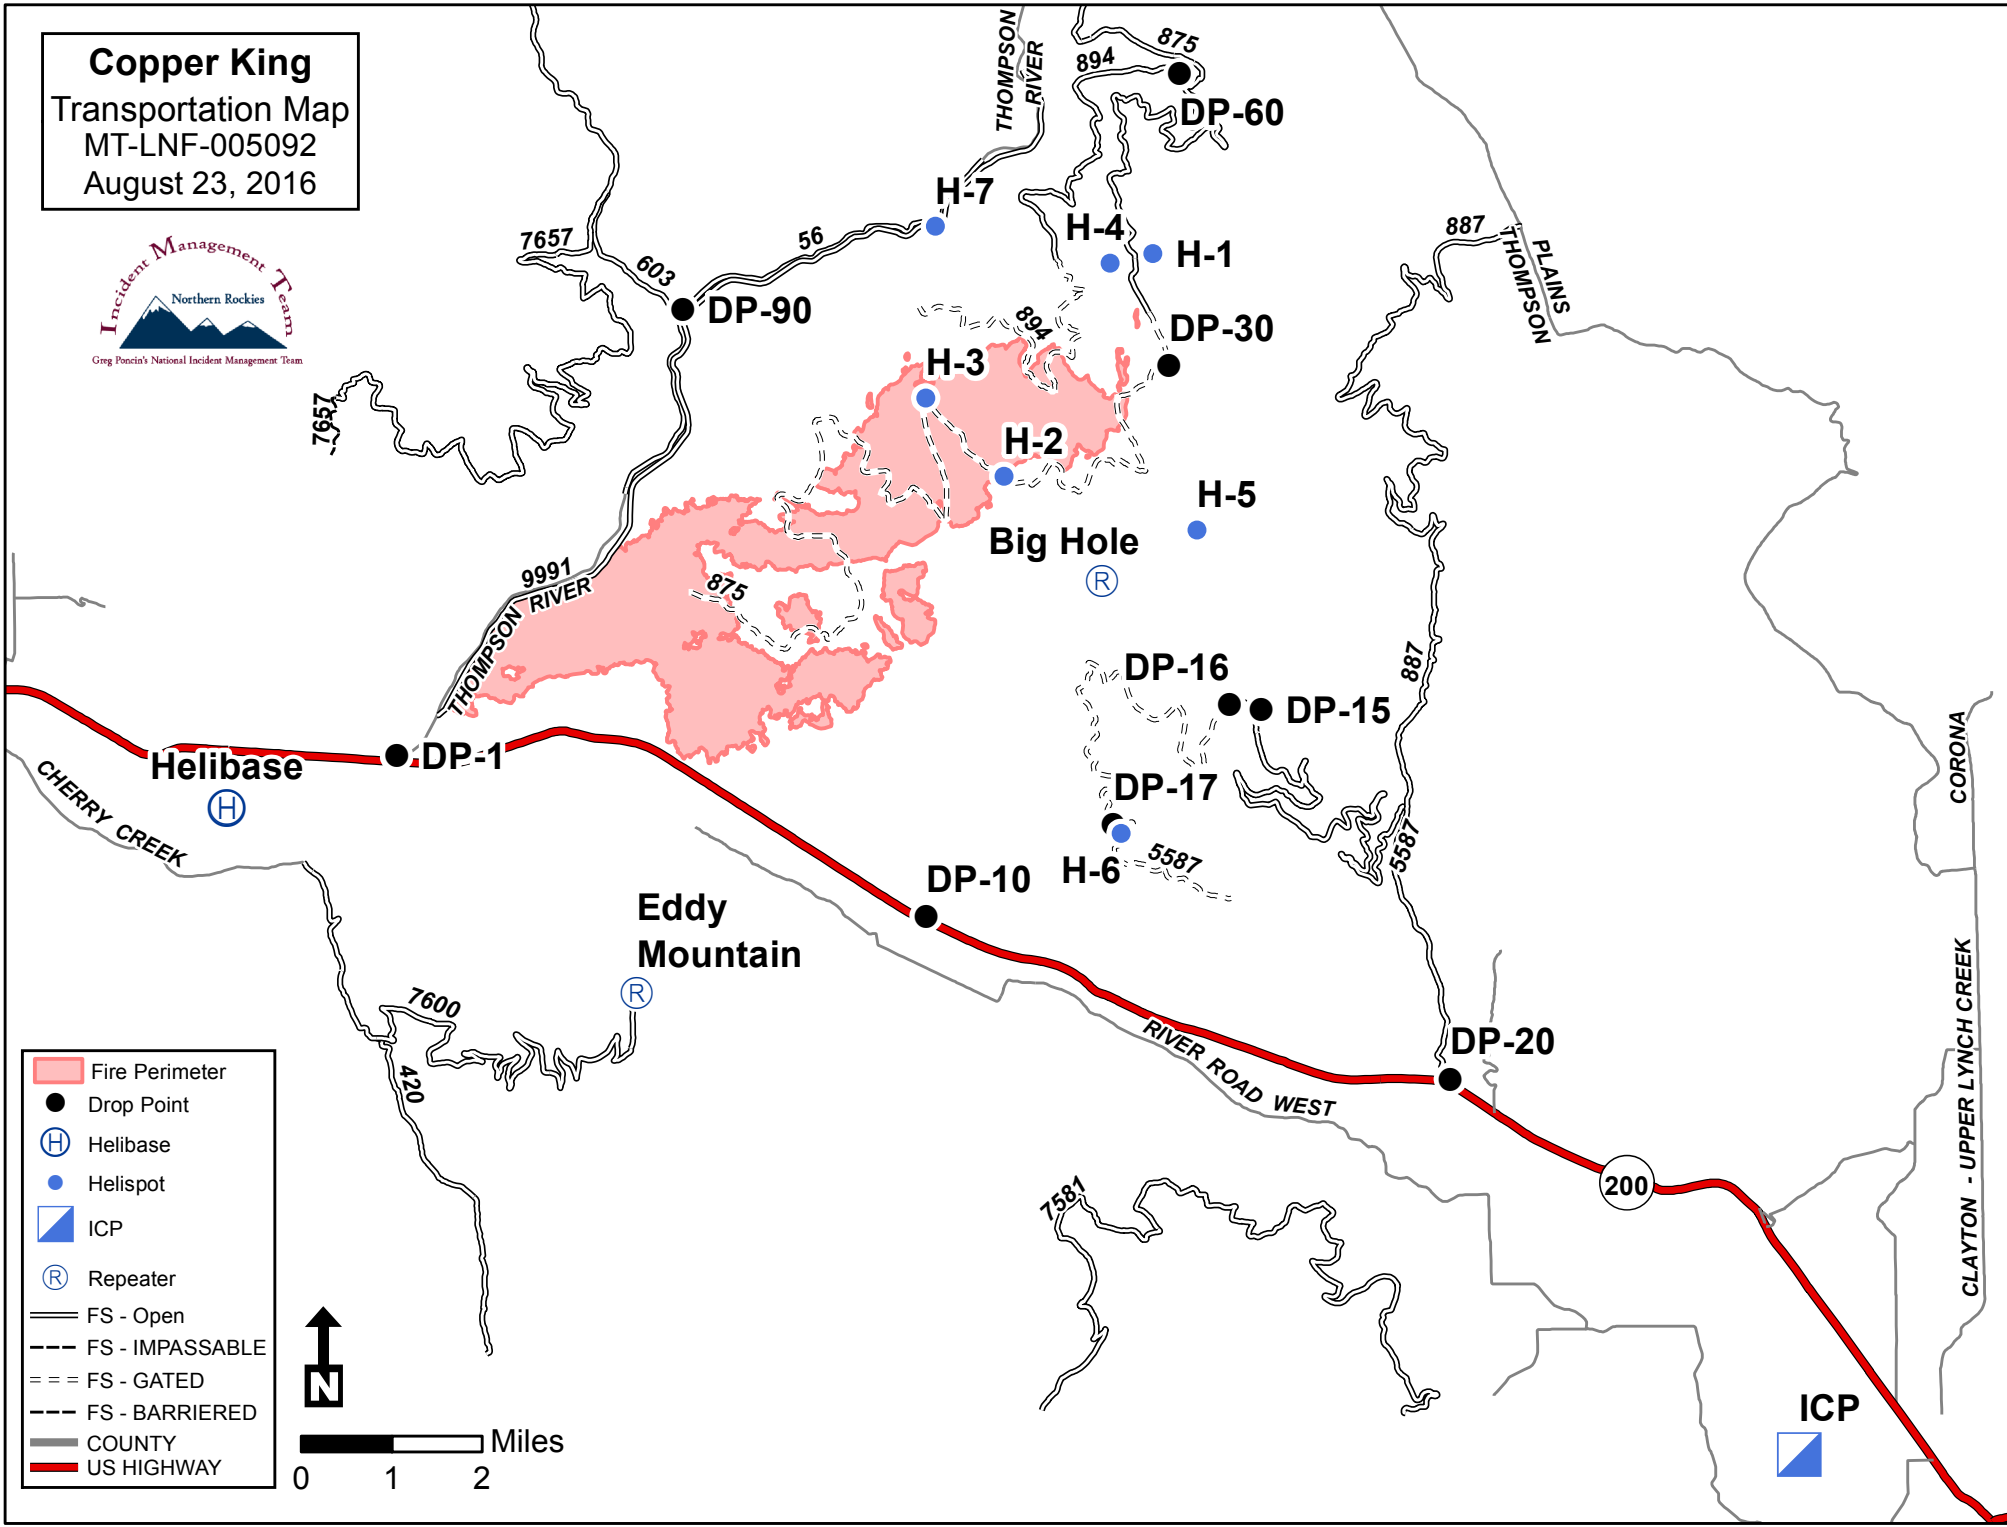 Copper King
Transportation Map
MT-LNF-005092
August 23, 2016
Incident Management Team
Northern Rockies
Greg Poncin's National Incident Management Team
THOMPSON
RIVER
875
894
DP-60
H-7
7657
56
603
H-4
H-1
887
PLAINS
THOMPSON
DP-90
DP-30
894
H-3
7657
H-2
H-5
Big Hole
R
9991
THOMPSON RIVER
875
DP-16
DP-15
887
DP-1
Helibase
H
DP-17
CORONA
CHERRY CREEK
5587
H-6
5587
DP-10
Eddy
Mountain
R
7600
420
RIVER ROAD WEST
DP-20
CLAYTON - UPPER LYNCH CREEK
200
7581
ICP
Fire Perimeter
Drop Point
H Helibase
Helispot
ICP
R Repeater
FS - Open
FS - IMPASSABLE
FS - GATED
FS - BARRIERED
COUNTY
US HIGHWAY
N
Miles
0 1 2